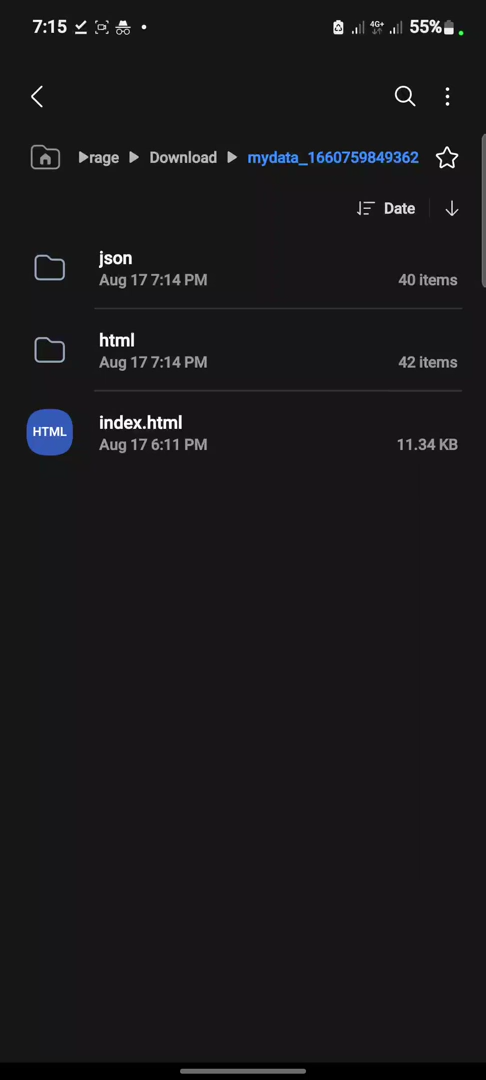 7:15 4G+ 55%
rage Download mydata_1660759849362
Date
json
Aug 17 7:14 PM 40 items
html
Aug 17 7:14 PM 42 items
HTML
index.html
Aug 17 6:11 PM 11.34 KB